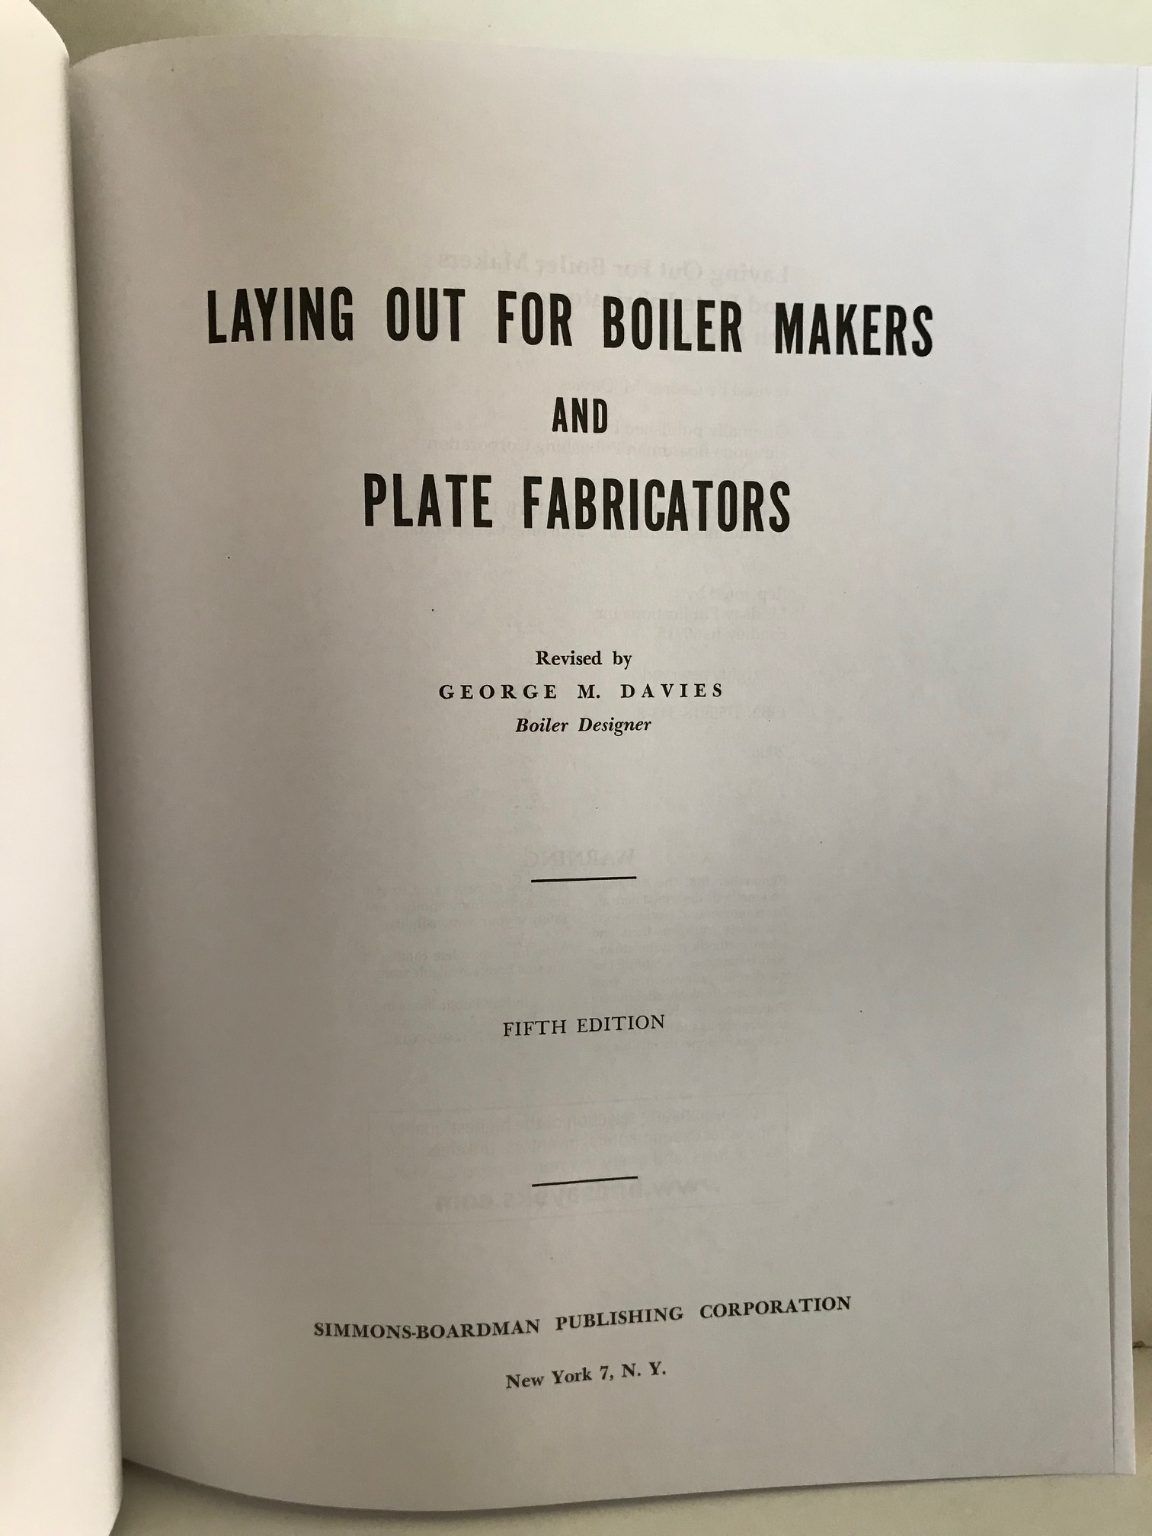 LAYING OUT FOR BOILER MAKERS
AND
PLATE FABRICATORS
Revised by
GEORGE M. DAVIES
Boiler Designer
FIFTH EDITION
SIMMONS-BOARDMAN PUBLISHING CORPORATION
New York 7, N. Y.